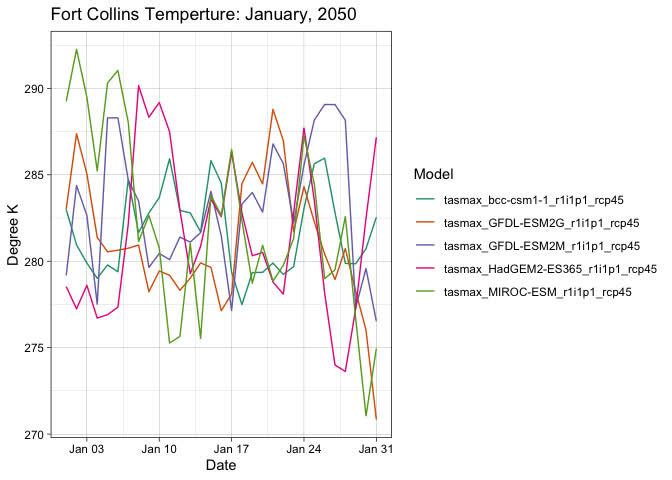 Fort Collins Temperture: January, 2050
290
285
280
275
270
Degree K
Jan 03 Jan 10 Jan 17 Jan 24 Jan 31
Date
Model
tasmax_bcc-csm1-1_r1i1p1_rcp45
tasmax_GFDL-ESM2G_r1i1p1_rcp45
tasmax_GFDL-ESM2M_r1i1p1_rcp45
tasmax_HadGEM2-ES365_r1i1p1_rcp45
tasmax_MIROC-ESM_r1i1p1_rcp45